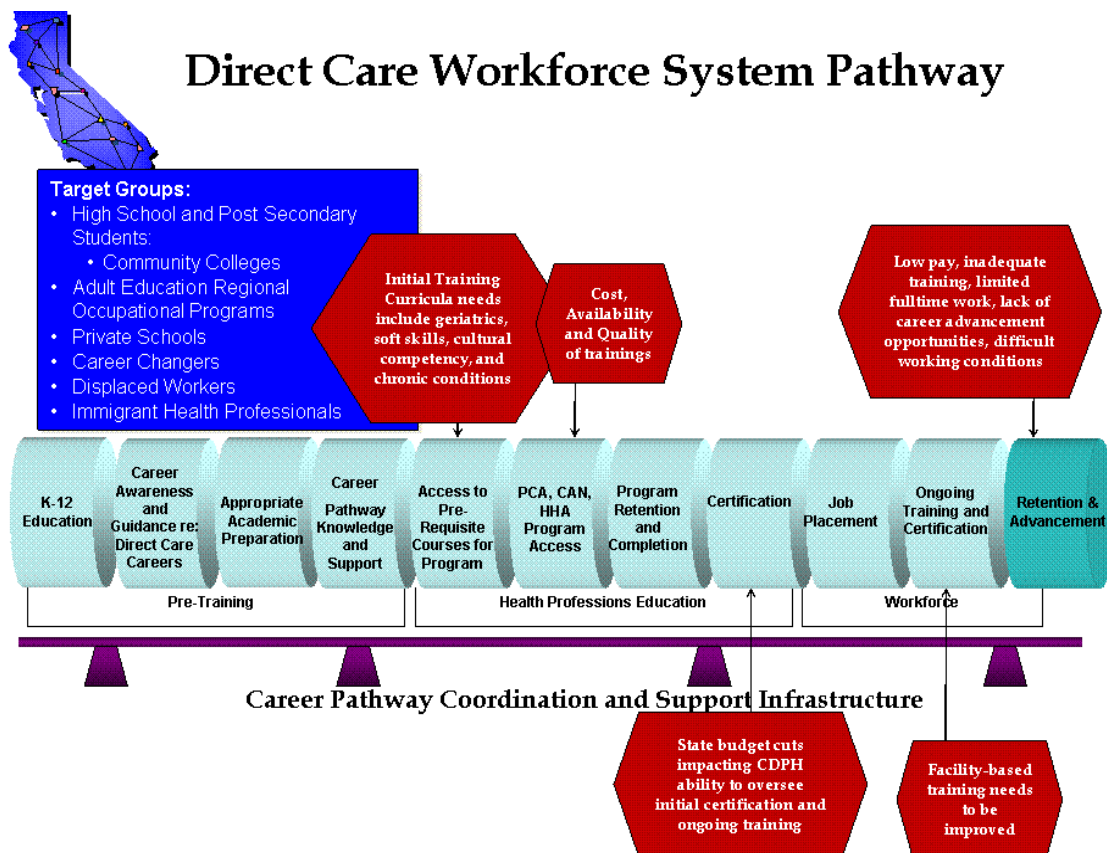 Direct Care Workforce System Pathway
Target Groups:
• High School and Post Secondary
Students:
• Community Colleges
• Adult Education Regional
Occupational Programs
• Private Schools
• Career Changers
• Displaced Workers
• Immigrant Health Professionals
Initial Training
Curricula needs
include geriatrics,
soft skills, cultural
competency, and
chronic conditions
Cost,
Availability
and Quality
of trainings
Low pay, inadequate
training, limited
fulltime work, lack of
career advancement
opportunities, difficult
working conditions
K-12
Education
Career
Awareness
and
Guidance re:
Direct Care
Careers
Appropriate
Academic
Preparation
Career
Pathway
Knowledge
and
Support
Access to
Pre-
Requisite
Courses for
Program
PCA, CAN,
HHA
Program
Access
Program
Retention
and
Completion
Certification
Job
Placement
Ongoing
Training and
Certification
Retention &
Advancement
Pre-Training
Health Professions Education
Workforce
Career Pathway Coordination and Support Infrastructure
State budget cuts
impacting CDPH
ability to oversee
initial certification and
ongoing training
Facility-based
training needs
to be
improved